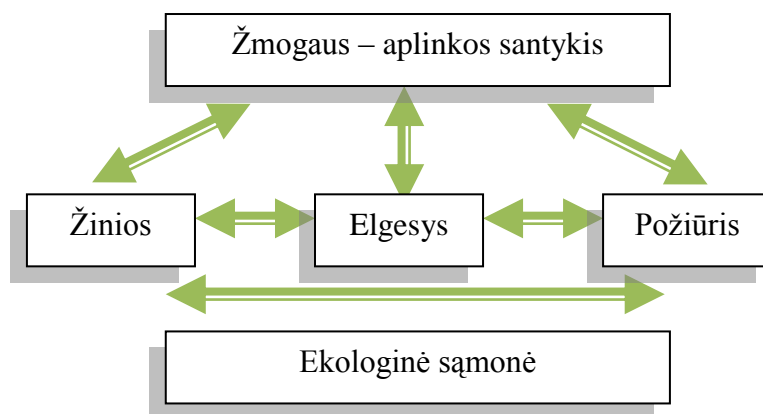 Žmogaus – aplinkos santykis
Žinios
Elgesys
Požiūris
Ekologinė sąmonė